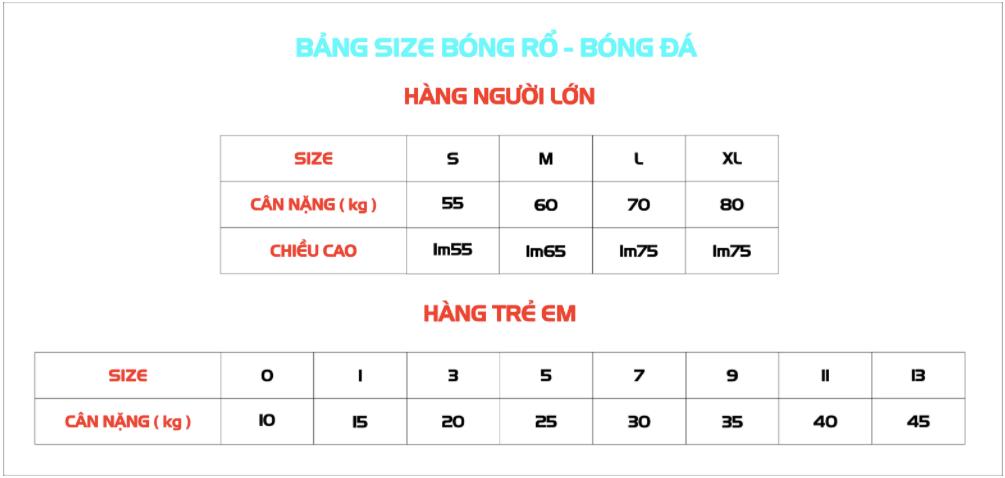 BẢNG SIZE BÓNG RỔ - BÓNG ĐÁ
HÀNG NGƯỜI LỚN
SIZE S M L XL
CÂN NẶNG ( kg ) 55 60 70 80
CHIỀU CAO 1m55 1m65 1m75 1m75
HÀNG TRẺ EM
SIZE 0 1 3 5 7 9 11 13
CÂN NẶNG ( kg ) 10 15 20 25 30 35 40 45